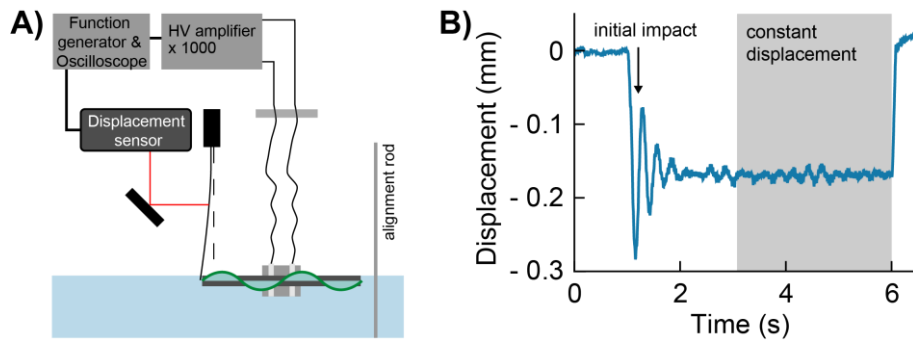 A)
Function
generator &
Oscilloscope
HV amplifier
x 1000
Displacement
sensor
alignment rod
B)
Displacement (mm)
0
- 0.1
- 0.2
- 0.3
initial impact
constant
displacement
0
2
4
6
Time (s)